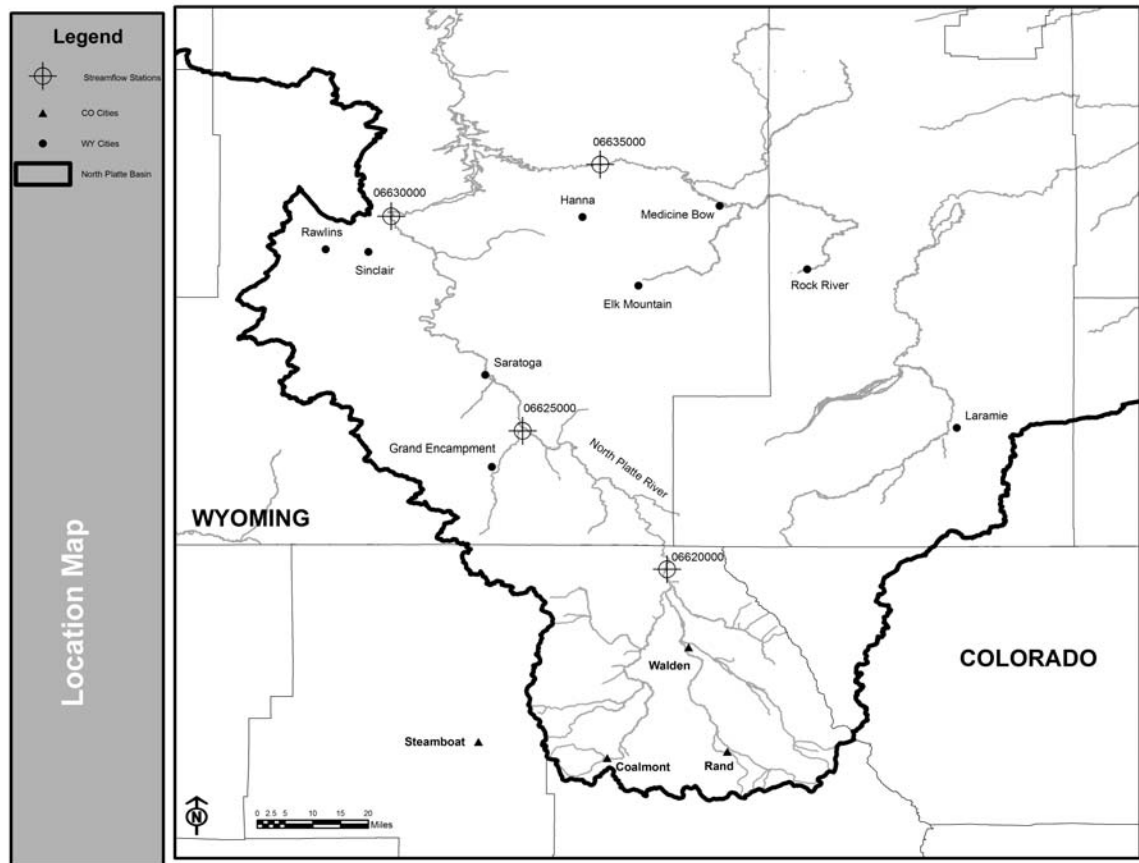 Legend
Streamflow Stations
CO Cities
WY Cities
North Platte Basin
Location Map
06635000
06630000
Hanna
Medicine Bow
Rawlins
Sinclair
Elk Mountain
Rock River
Saratoga
06625000
Laramie
Grand Encampment
North Platte River
WYOMING
06620000
Walden
COLORADO
Steamboat
Coalmont
Rand
N
0 2.5 5 10 15 20
Miles